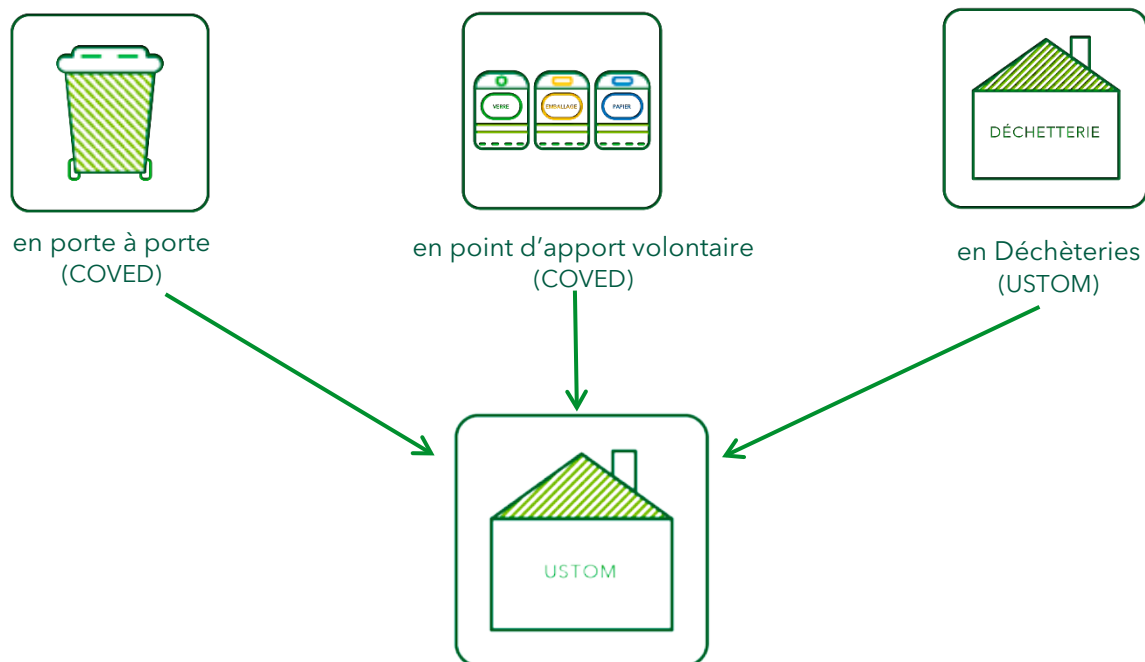 VERRE
EMBALLAGE
PAPIER
DÉCHETTERIE
en porte à porte
(COVED)
en point d'apport volontaire
(COVED)
en Déchèteries
(USTOM)
USTOM